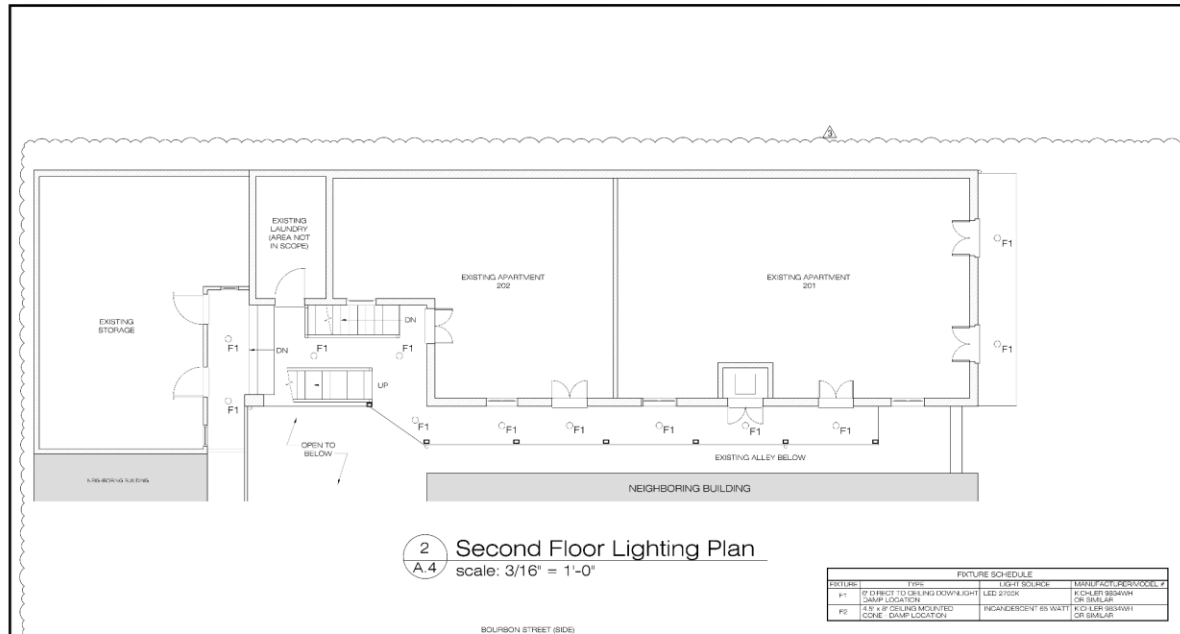 3
EXISTING
LAUNDRY
(AREA NOT
IN SCOPE)
F1
EXISTING APARTMENT
202
EXISTING APARTMENT
201
EXISTING
STORAGE
DN
F1
DN
F1
F1
F1
UP
F1
F1
F1
F1
F1
F1
F1
OPEN TO
BELOW
EXISTING ALLEY BELOW
NEIGHBORING BUILDING
NEIGHBORING BUILDING
2
A.4
Second Floor Lighting Plan
scale: 3/16" = 1'-0"
FIXTURE SCHEDULE
FIXTURE TYPE LIGHT SOURCE MANUFACTURER/MODEL #
F1 6" DIRECT TO CEILING DOWNLIGHT DAMP LOCATION LED 2700K KICHLER 9834WH OR SIMILAR
F2 4.5" x 8" CEILING MOUNTED CONE DAMP LOCATION INCANDESCENT 65 WATT KICHLER 9834WH OR SIMILAR
BOURBON STREET (SIDE)